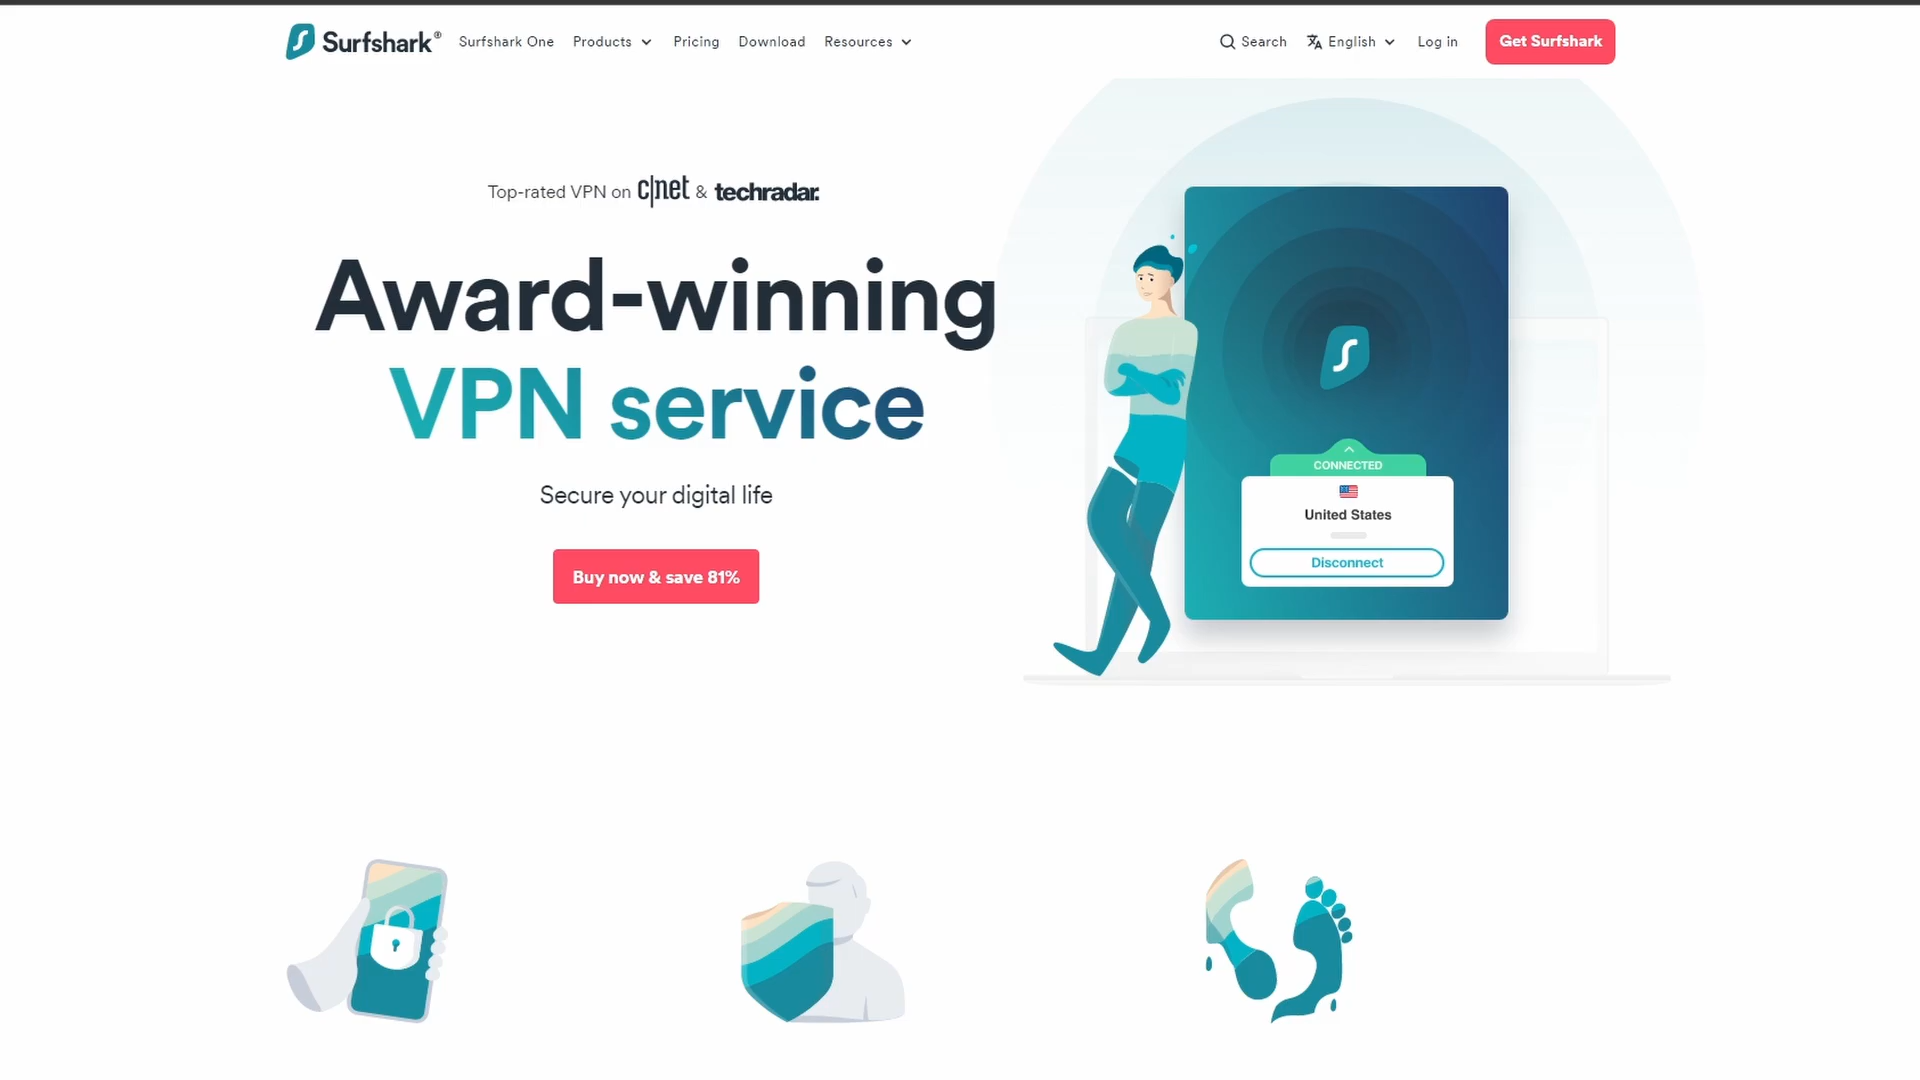 Surfshark®
Surfshark One
Products
Pricing
Download
Resources
Search
English
Log in
Get Surfshark
Top-rated VPN on c|net & techradar.
Award-winning
VPN service
Secure your digital life
Buy now & save 81%
CONNECTED
United States
Disconnect